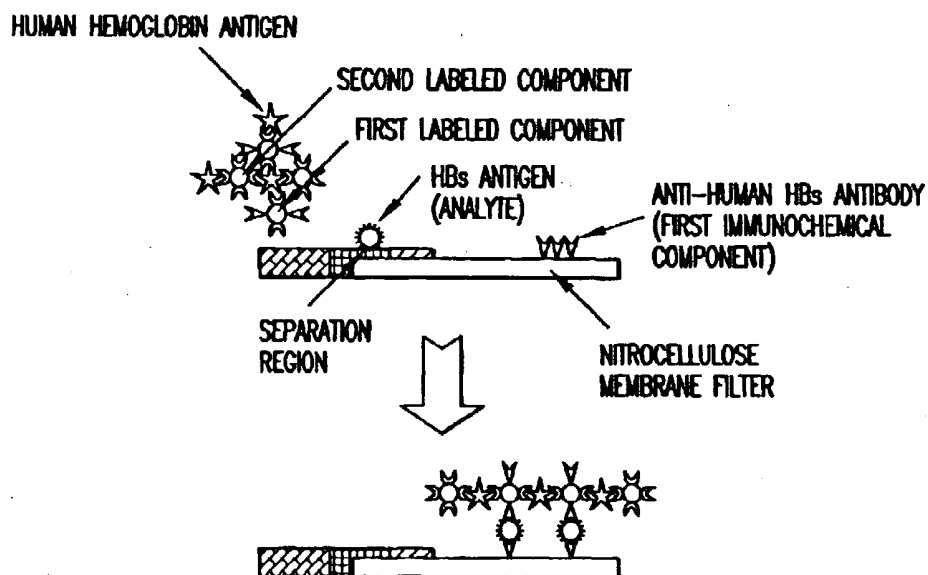 HUMAN HEMOGLOBIN ANTIGEN
SECOND LABELED COMPONENT
FIRST LABELED COMPONENT
HBs ANTIGEN
(ANALYTE)
ANTI-HUMAN HBs ANTIBODY
(FIRST IMMUNOCHEMICAL
COMPONENT)
SEPARATION
REGION
NITROCELLULOSE
MEMBRANE FILTER